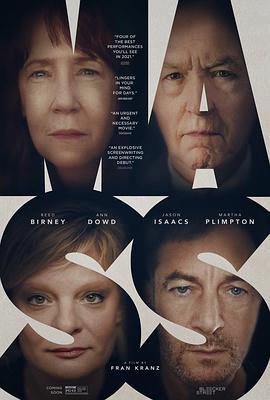 MA
"FOUR OF
THE BEST
PERFORMANCES
YOU'LL SEE
IN 2021."
"LINGERS
IN YOUR
MIND
FOR DAYS."
"AN URGENT
AND
NECESSARY
MOVIE."
"AN EXPLOSIVE
SCREENWRITING
AND DIRECTING
DEBUT."
SS
REED BIRNEY
ANN DOWD
JASON ISAACS
MARTHA PLIMPTON
A FILM BY
FRAN KRANZ
COMING
SOON
BLEECKER
STREET